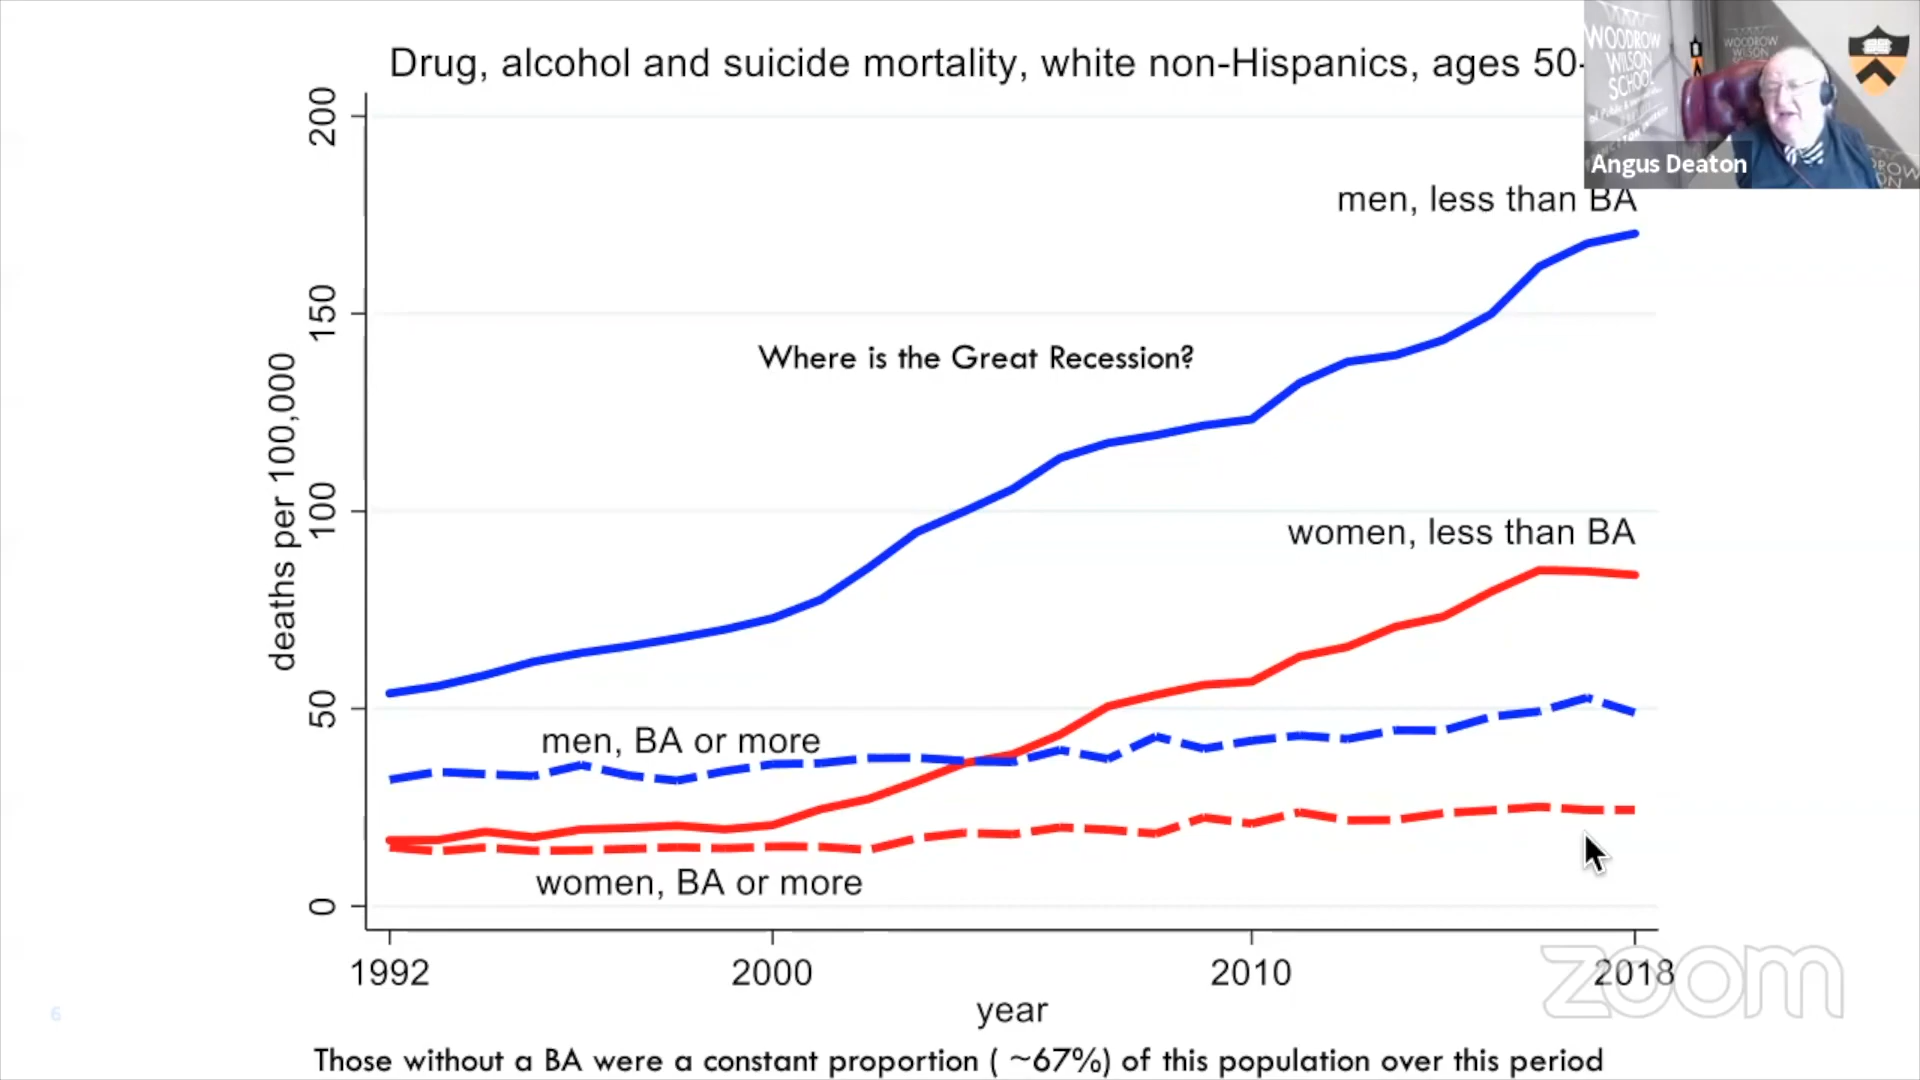 Drug, alcohol and suicide mortality, white non-Hispanics, ages 50-
WOODROW
WILSON
SCHOOL
WOODROW
WILSON
Angus Deaton
men, less than BA
200
150
100
50
0
deaths per 100,000
Where is the Great Recession?
women, less than BA
men, BA or more
women, BA or more
1992 2000 2010 2018
year
zoom
6
Those without a BA were a constant proportion ( ~67%) of this population over this period